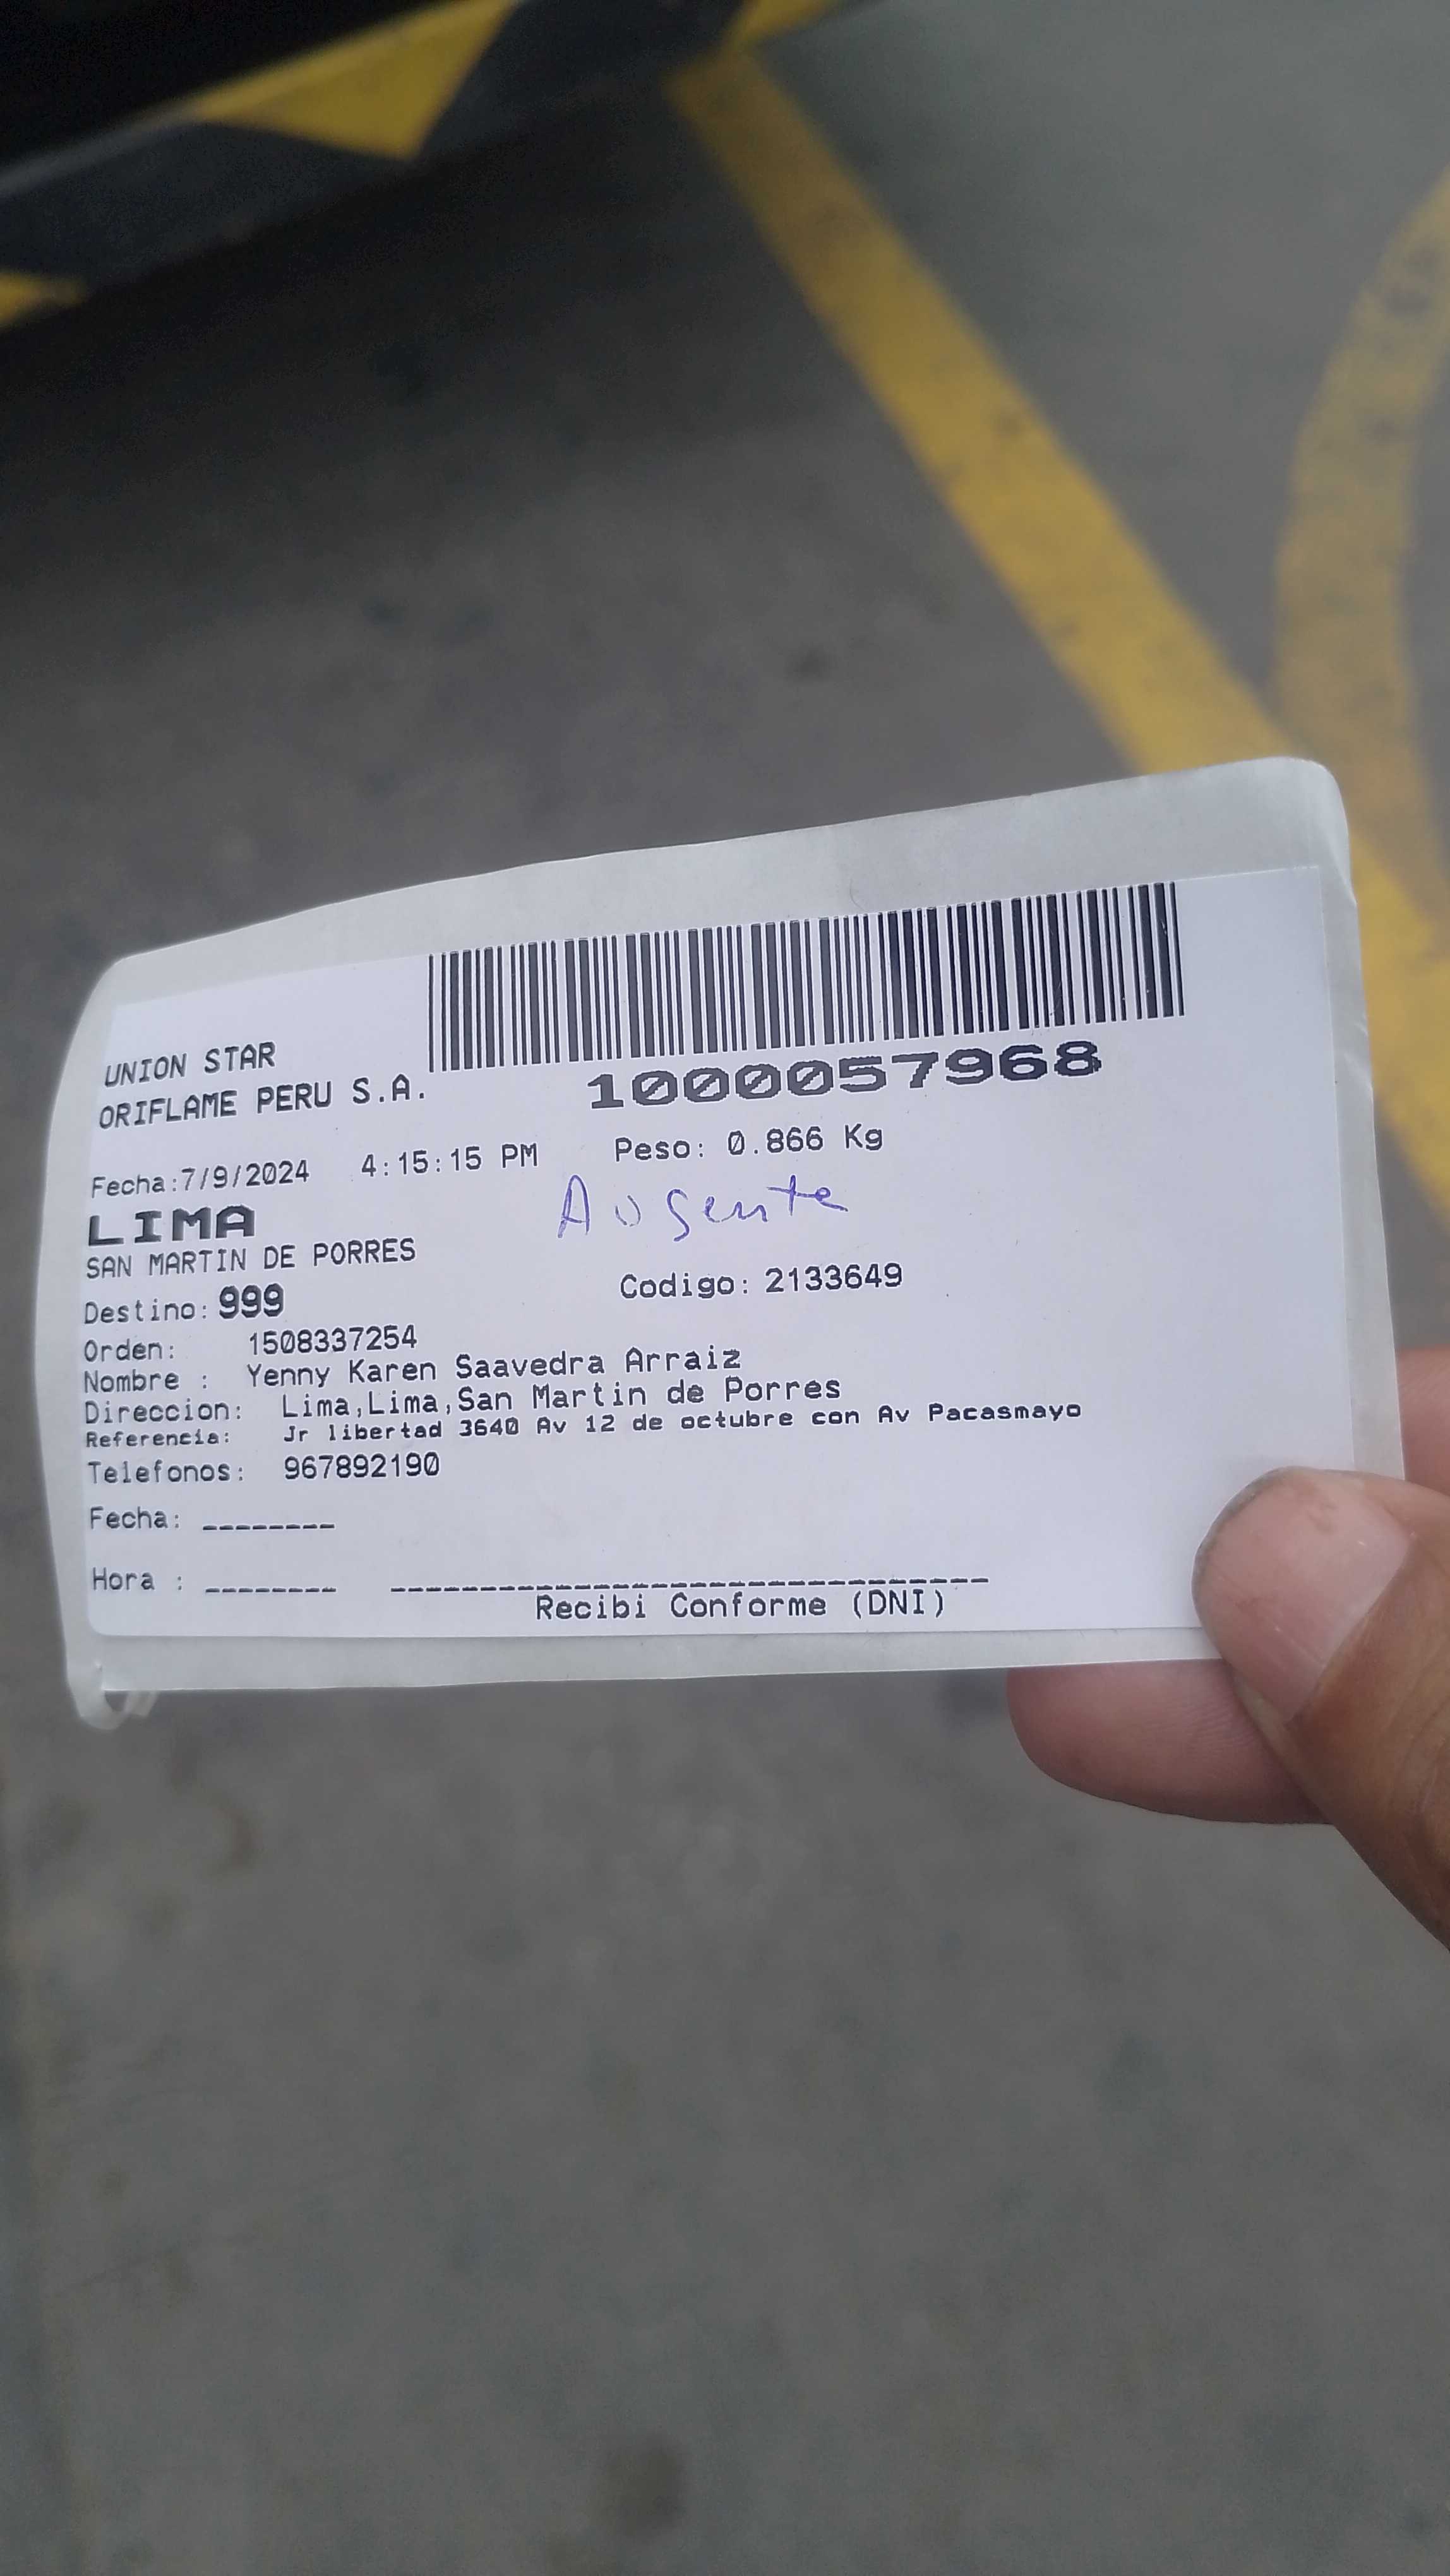 UNION STAR
ORIFLAME PERU S.A.
1000057968
Fecha:7/9/2024 4:15:15 PM Peso: 0.866 Kg
LIMA
Ausente
SAN MARTIN DE PORRES
Destino: 999 Codigo: 2133649
Orden: 1508337254
Nombre : Yenny Karen Saavedra Arraiz
Direccion: Lima,Lima,San Martin de Porres
Referencia: Jr libertad 3640 Av 12 de octubre con Av Pacasmayo
Telefonos: 967892190
Fecha: --------
Hora : --------
Recibi Conforme (DNI)